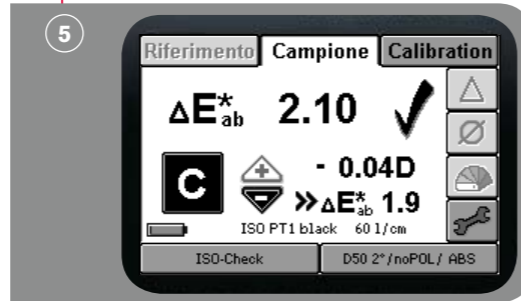 5
Riferimento Campione Calibration
ΔE*ab 2.10
C - 0.04D
»ΔE*ab 1.9
ISO PT1 black 60 l/cm
ISO-Check D50 2°/noPOL/ ABS